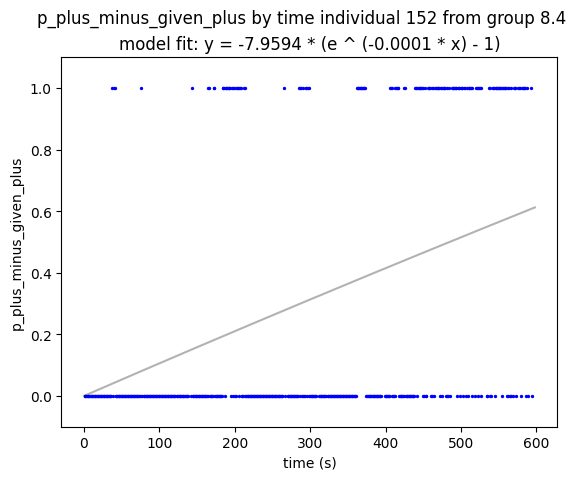 p_plus_minus_given_plus by time individual 152 from group 8.4
model fit: y = -7.9594 * (e ^ (-0.0001 * x) - 1)
1.0
0.8
0.6
0.4
0.2
0.0
p_plus_minus_given_plus
0 100 200 300 400 500 600
time (s)